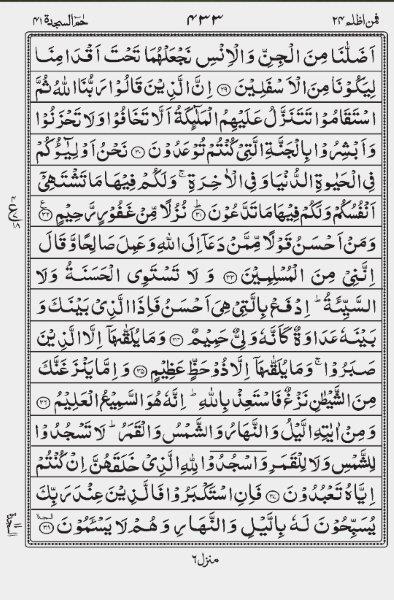 فمن اظلم ۲۴ ۴۳۳ حٰمٓ السجدة ۴۱
اَضَلّٰنَا مِنَ الْجِنِّ وَالْاِنْسِ نَجْعَلْهُمَا تَحْتَ اَقْدَامِنَا
لِيَكُوْنَا مِنَ الْاَسْفَلِيْنَ ﴿۲۹﴾ اِنَّ الَّذِيْنَ قَالُوْا رَبُّنَا اللّٰهُ ثُمَّ
اسْتَقَامُوْا تَتَنَزَّلُ عَلَيْهِمُ الْمَلٰٓئِكَةُ اَلَّا تَخَافُوْا وَلَا تَحْزَنُوْا
وَاَبْشِرُوْا بِالْجَنَّةِ الَّتِيْ كُنْتُمْ تُوْعَدُوْنَ ﴿۳۰﴾ نَحْنُ اَوْلِيٰٓؤُكُمْ
فِي الْحَيٰوةِ الدُّنْيَا وَفِي الْاٰخِرَةِ ۚ وَلَكُمْ فِيْهَا مَا تَشْتَهِيْٓ
اَنْفُسُكُمْ وَلَكُمْ فِيْهَا مَا تَدَّعُوْنَ ﴿۳۱﴾ نُزُلًا مِّنْ غَفُوْرٍ رَّحِيْمٍ ﴿۳۲﴾
وَمَنْ اَحْسَنُ قَوْلًا مِّمَّنْ دَعَآ اِلَى اللّٰهِ وَعَمِلَ صَالِحًا وَّقَالَ
اِنَّنِيْ مِنَ الْمُسْلِمِيْنَ ﴿۳۳﴾ وَلَا تَسْتَوِي الْحَسَنَةُ وَلَا
السَّيِّئَةُ ؕ اِدْفَعْ بِالَّتِيْ هِيَ اَحْسَنُ فَاِذَا الَّذِيْ بَيْنَكَ وَ
بَيْنَهٗ عَدَاوَةٌ كَاَنَّهٗ وَلِيٌّ حَمِيْمٌ ﴿۳۴﴾ وَمَا يُلَقّٰىهَآ اِلَّا الَّذِيْنَ
صَبَرُوْا ۚ وَمَا يُلَقّٰىهَآ اِلَّا ذُوْ حَظٍّ عَظِيْمٍ ﴿۳۵﴾ وَاِمَّا يَنْزَغَنَّكَ
مِنَ الشَّيْطٰنِ نَزْغٌ فَاسْتَعِذْ بِاللّٰهِ ؕ اِنَّهٗ هُوَ السَّمِيْعُ الْعَلِيْمُ ﴿۳۶﴾
وَمِنْ اٰيٰتِهِ الَّيْلُ وَالنَّهَارُ وَالشَّمْسُ وَالْقَمَرُ ؕ لَا تَسْجُدُوْا
لِلشَّمْسِ وَلَا لِلْقَمَرِ وَاسْجُدُوْا لِلّٰهِ الَّذِيْ خَلَقَهُنَّ اِنْ كُنْتُمْ
اِيَّاهُ تَعْبُدُوْنَ ﴿۳۷﴾ فَاِنِ اسْتَكْبَرُوْا فَالَّذِيْنَ عِنْدَ رَبِّكَ
يُسَبِّحُوْنَ لَهٗ بِالَّيْلِ وَالنَّهَارِ وَهُمْ لَا يَسْـَٔمُوْنَ ﴿۳۸﴾
السجدة
منزل ۶